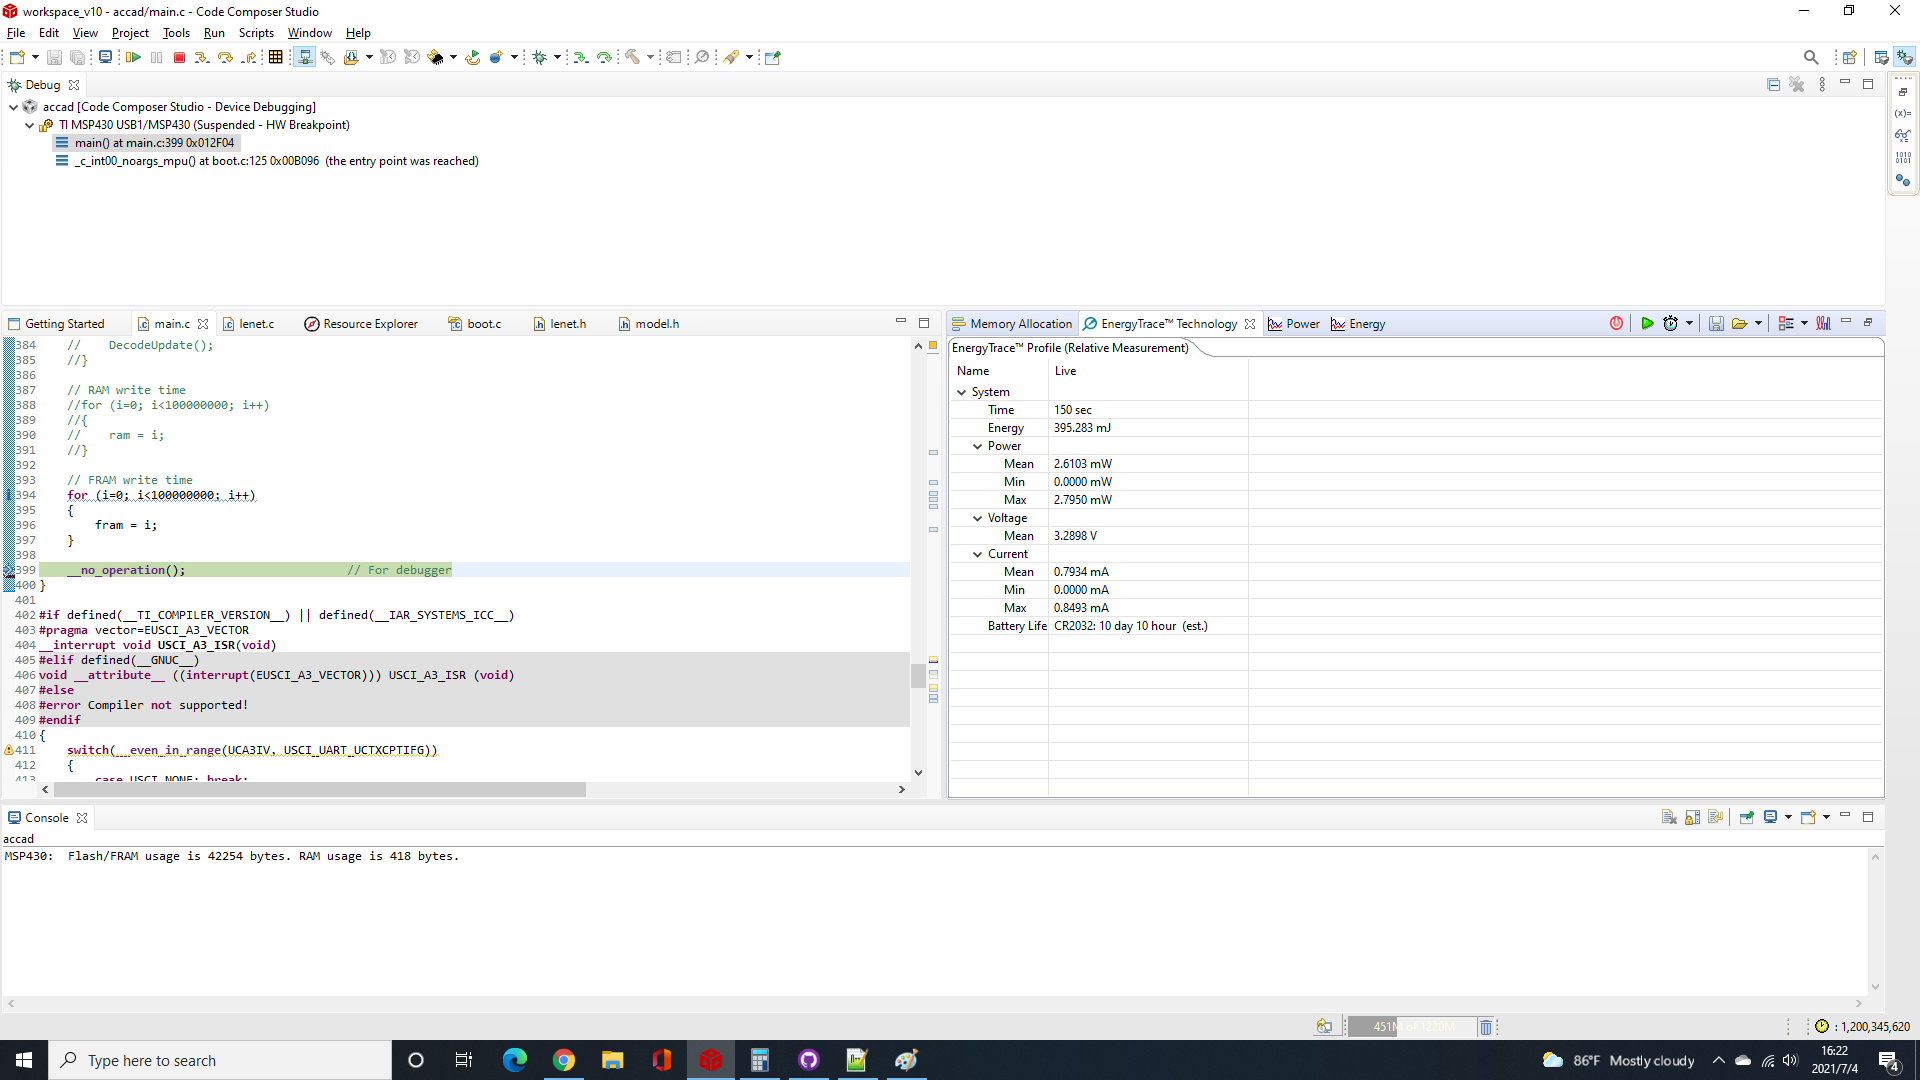 workspace_v10 - accad/main.c - Code Composer Studio
File Edit View Project Tools Run Scripts Window Help
Debug
accad [Code Composer Studio - Device Debugging]
TI MSP430 USB1/MSP430 (Suspended - HW Breakpoint)
main() at main.c:399 0x012F04
_c_int00_noargs_mpu() at boot.c:125 0x00B096 (the entry point was reached)
Getting Started main.c lenet.c Resource Explorer boot.c lenet.h model.h
384 // DecodeUpdate();
385 //}
386
387 // RAM write time
388 //for (i=0; i<100000000; i++)
389 //{
390 // ram = i;
391 //}
392
393 // FRAM write time
394 for (i=0; i<100000000; i++)
395 {
396 fram = i;
397 }
398
399 __no_operation(); // For debugger
400 }
401
402 #if defined(__TI_COMPILER_VERSION__) || defined(__IAR_SYSTEMS_ICC__)
403 #pragma vector=EUSCI_A3_VECTOR
404 __interrupt void USCI_A3_ISR(void)
405 #elif defined(__GNUC__)
406 void __attribute__ ((interrupt(EUSCI_A3_VECTOR))) USCI_A3_ISR (void)
407 #else
408 #error Compiler not supported!
409 #endif
410 {
411 switch(__even_in_range(UCA3IV, USCI_UART_UCTXCPTIFG))
412 {
413 case USCI_NONE: break;
Memory Allocation EnergyTrace™ Technology Power Energy
EnergyTrace™ Profile (Relative Measurement)
Name Live
System
Time 150 sec
Energy 395.283 mJ
Power
Mean 2.6103 mW
Min 0.0000 mW
Max 2.7950 mW
Voltage
Mean 3.2898 V
Current
Mean 0.7934 mA
Min 0.0000 mA
Max 0.8493 mA
Battery Life CR2032: 10 day 10 hour (est.)
Console
accad
MSP430: Flash/FRAM usage is 42254 bytes. RAM usage is 418 bytes.
451M of 1220M
: 1,200,345,620
Type here to search
86°F Mostly cloudy
16:22
2021/7/4
4